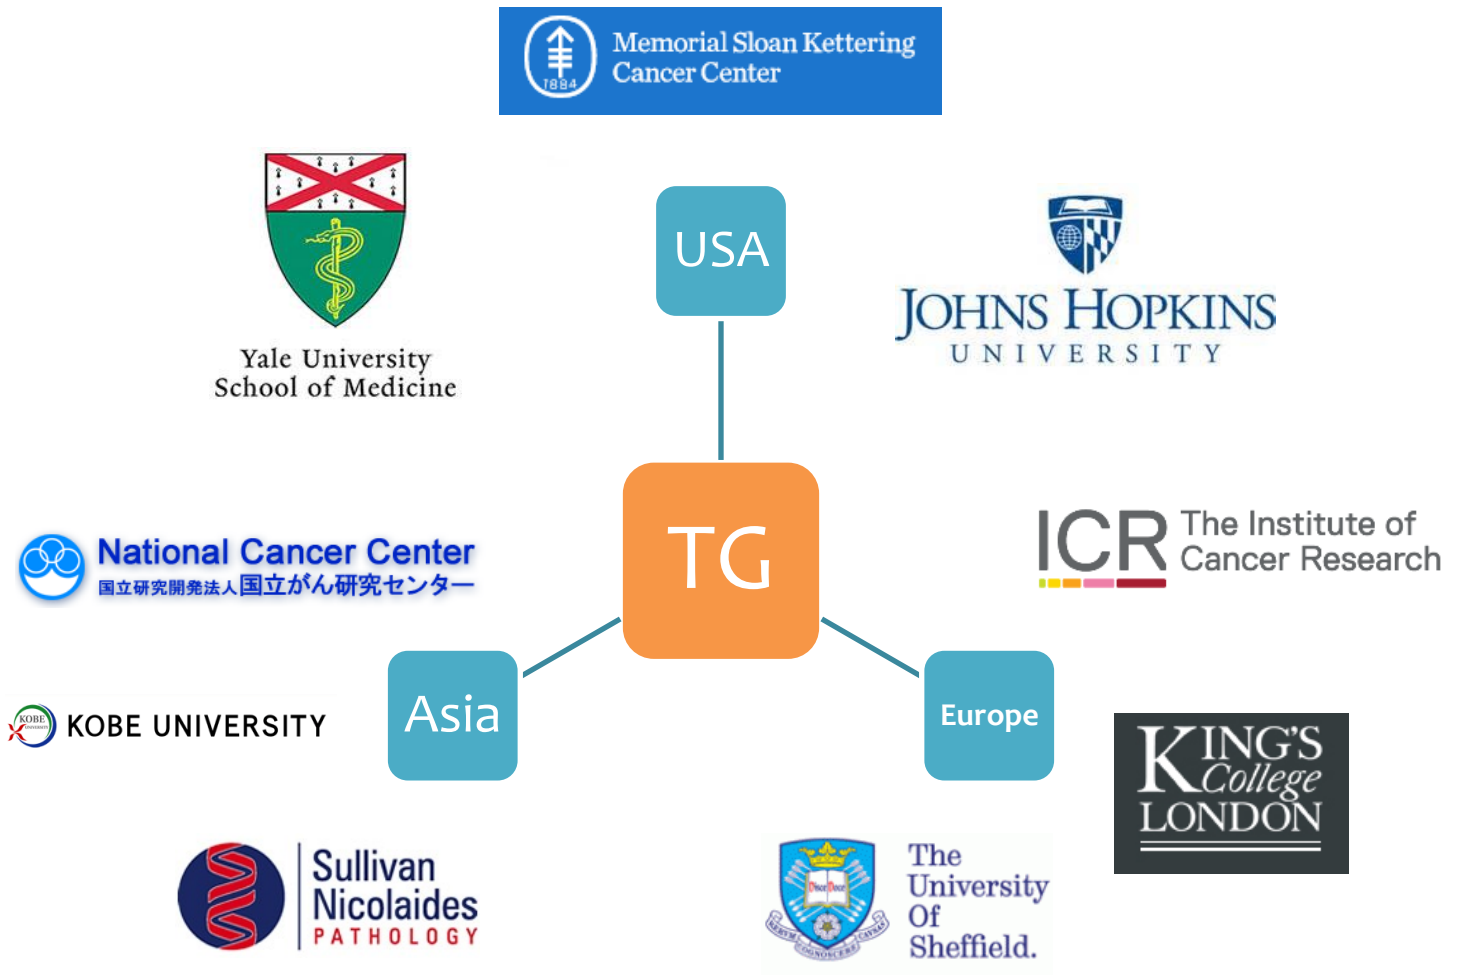 Memorial Sloan Kettering
Cancer Center
1884
Yale University
School of Medicine
USA
JOHNS HOPKINS
UNIVERSITY
TG
National Cancer Center
国立研究開発法人国立がん研究センター
ICR The Institute of
Cancer Research
Asia
Europe
KOBE
KOBE UNIVERSITY
KING'S
College
LONDON
Sullivan
Nicolaides
PATHOLOGY
The
University
Of
Sheffield.